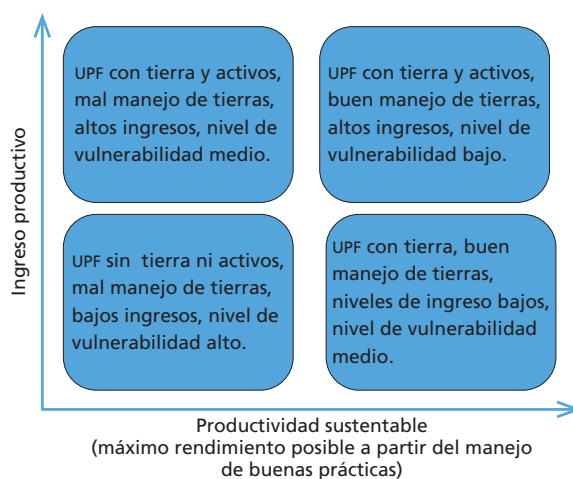 UPF con tierra y activos,
mal manejo de tierras,
altos ingresos, nivel de
vulnerabilidad medio.
UPF con tierra y activos,
buen manejo de tierras,
altos ingresos, nivel de
vulnerabilidad bajo.
Ingreso productivo
UPF sin tierra ni activos,
mal manejo de tierras,
bajos ingresos, nivel de
vulnerabilidad alto.
UPF con tierra, buen
manejo de tierras,
niveles de ingreso bajos,
nivel de vulnerabilidad
medio.
Productividad sustentable
(máximo rendimiento posible a partir del manejo
de buenas prácticas)